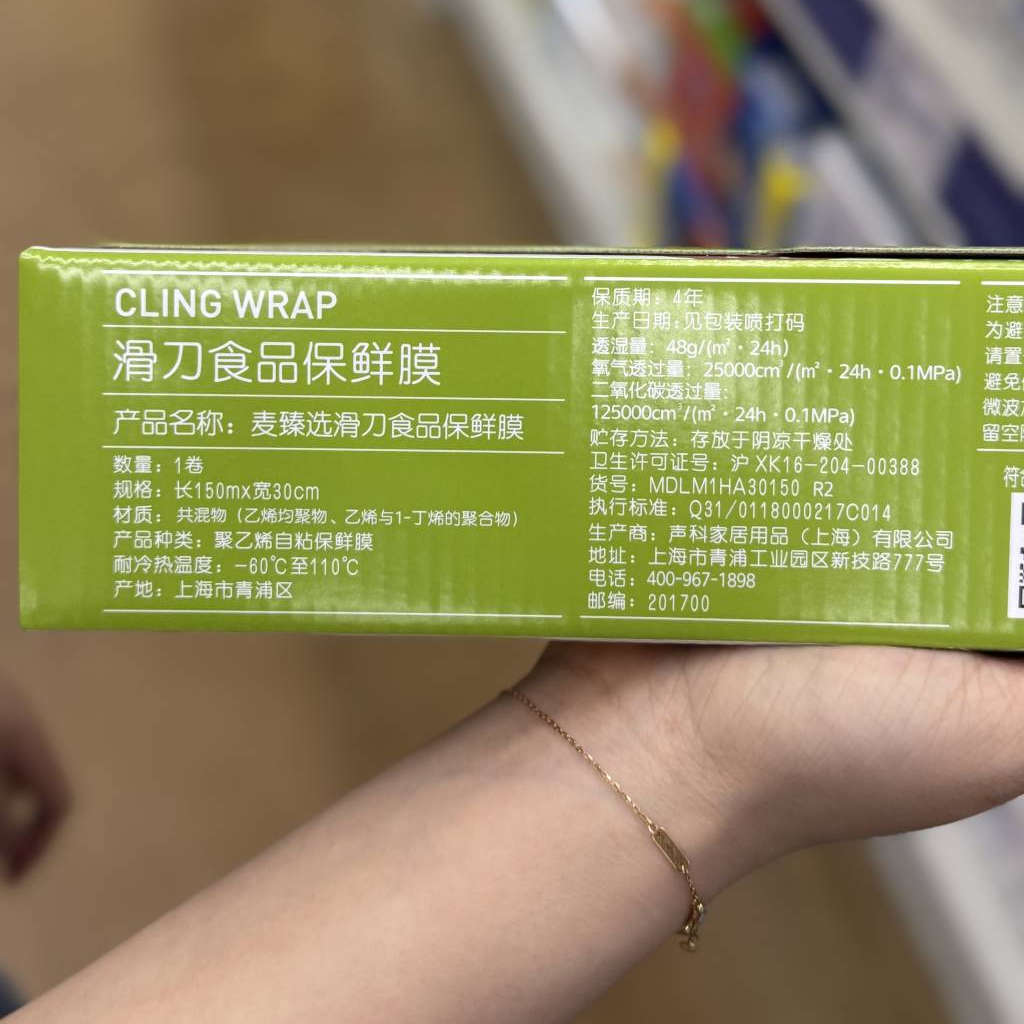 CLING WRAP
滑刀食品保鲜膜
产品名称：麦臻选滑刀食品保鲜膜
数量：1卷
规格：长150mx宽30cm
材质：共混物（乙烯均聚物、乙烯与1-丁烯的聚合物）
产品种类：聚乙烯自粘保鲜膜
耐冷热温度：-60℃至110℃
产地：上海市青浦区
保质期：4年
生产日期：见包装喷打码
透湿量：48g/(m²·24h)
氧气透过量：25000cm³/(m²·24h·0.1MPa)
二氧化碳透过量：
125000cm³/(m²·24h·0.1MPa)
贮存方法：存放于阴凉干燥处
卫生许可证号：沪XK16-204-00388
货号：MDLM1HA30150 R2
执行标准：Q31/0118000217C014
生产商：声科家居用品（上海）有限公司
地址：上海市青浦工业园区新技路777号
电话：400-967-1898
邮编：201700
注意
为避
请置
避免
微波
留空
符